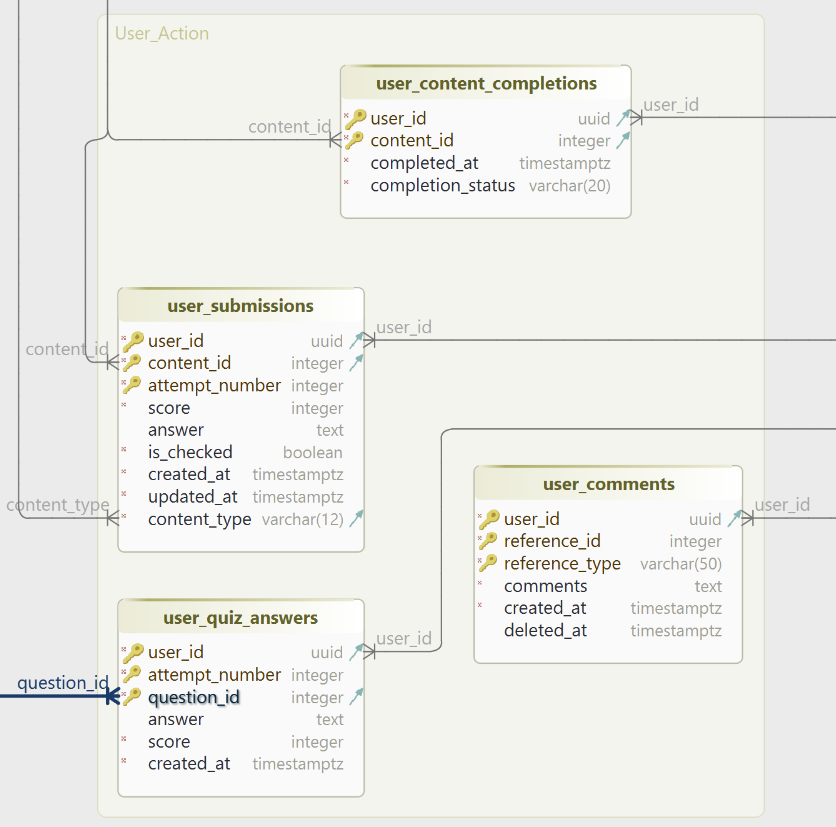 User_Action
user_content_completions
user_id uuid
content_id integer
completed_at timestamptz
completion_status varchar(20)
user_id
content_id
user_submissions
user_id uuid
content_id integer
attempt_number integer
score integer
answer text
is_checked boolean
created_at timestamptz
updated_at timestamptz
content_type varchar(12)
user_id
content_id
content_type
user_comments
user_id uuid
reference_id integer
reference_type varchar(50)
comments text
created_at timestamptz
deleted_at timestamptz
user_id
user_quiz_answers
user_id uuid
attempt_number integer
question_id integer
answer text
score integer
created_at timestamptz
user_id
question_id